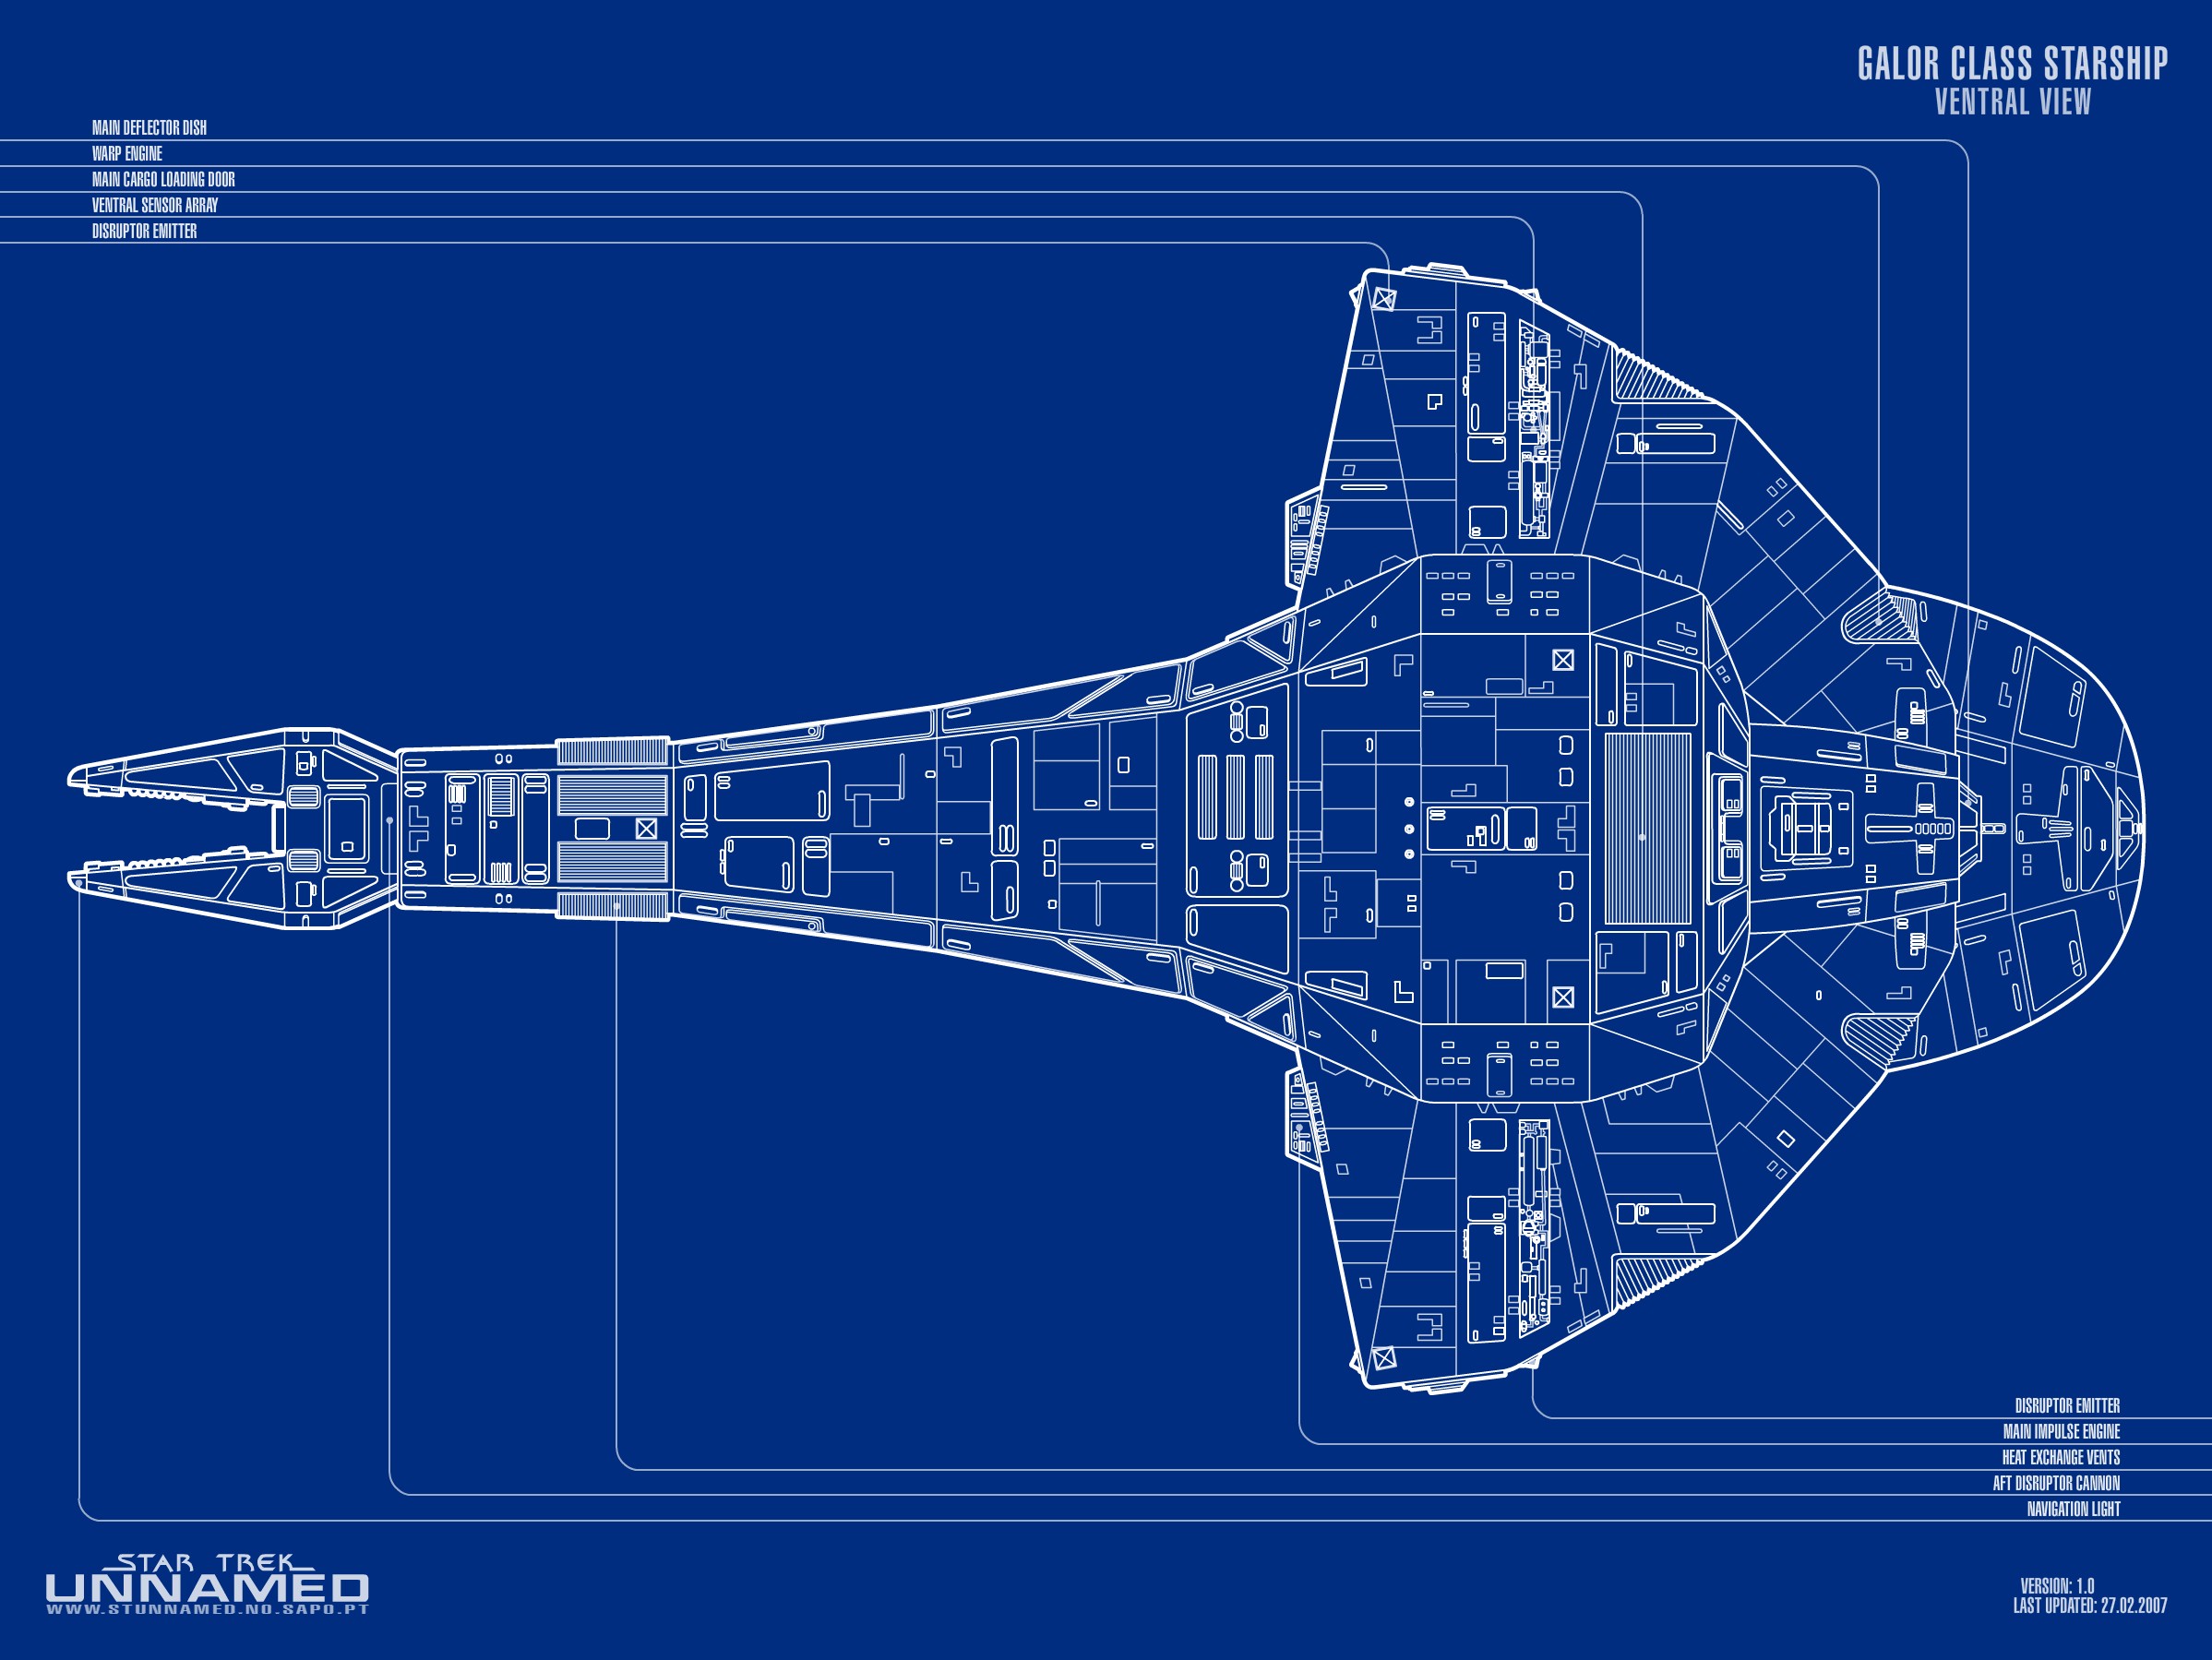 GALOR CLASS STARSHIP
VENTRAL VIEW
MAIN DEFLECTOR DISH
WARP ENGINE
MAIN CARGO LOADING DOOR
VENTRAL SENSOR ARRAY
DISRUPTOR EMITTER
DISRUPTOR EMITTER
MAIN IMPULSE ENGINE
HEAT EXCHANGE VENTS
AFT DISRUPTOR CANNON
NAVIGATION LIGHT
STAR TREK
UNNAMED
WWW.STUNNAMED.NO.SAPO.PT
VERSION: 1.0
LAST UPDATED: 27.02.2007